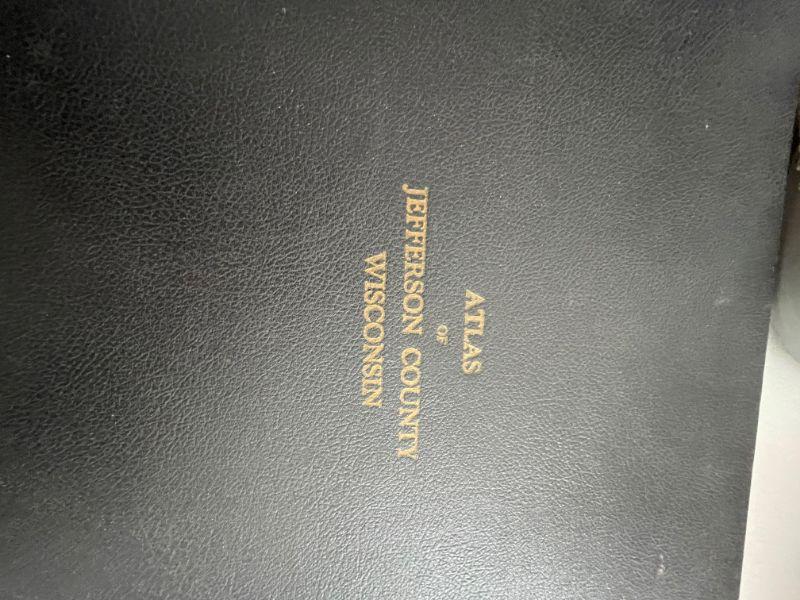 ATLAS
OF
JEFFERSON COUNTY
WISCONSIN